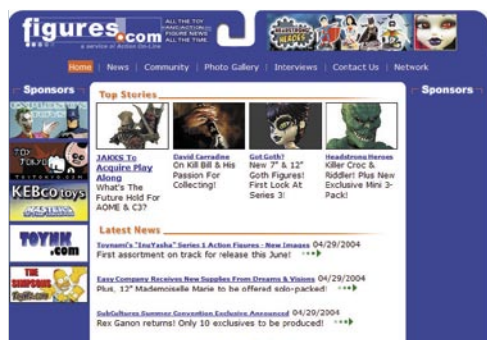 figures.com
ALL THE TOY
AND ACTION
FIGURE NEWS
ALL THE TIME.
a service of Action On-Line
HEADSTRONG
HEROES
Home | News | Community | Photo Gallery | Interviews | Contact Us | Network
Sponsors
TOY
TOKYO
KEBco toys
TOYNK
.com
THE
SIMPSONS
Top Stories
JAKKS To
Acquire Play
Along
What's The
Future Hold For
AOME & C3?
David Carradine
On Kill Bill & His
Passion For
Collecting!
Got Goth?
New 7" & 12"
Goth Figures!
First Look At
Series 3!
Headstrong Heroes
Killer Croc &
Riddler! Plus New
Exclusive Mini 3-
Pack!
Latest News
Toynami's "InuYasha" Series 1 Action Figures - New Images 04/29/2004
First assortment on track for release this June!
Easy Company Receives New Supplies From Dreams & Visions 04/29/2004
Plus, 12" Mademoiselle Marie to be offered solo-packed!
SubCultures Summer Convention Exclusive Announced 04/29/2004
Rex Ganon returns! Only 10 exclusives to be produced!
Sponsors